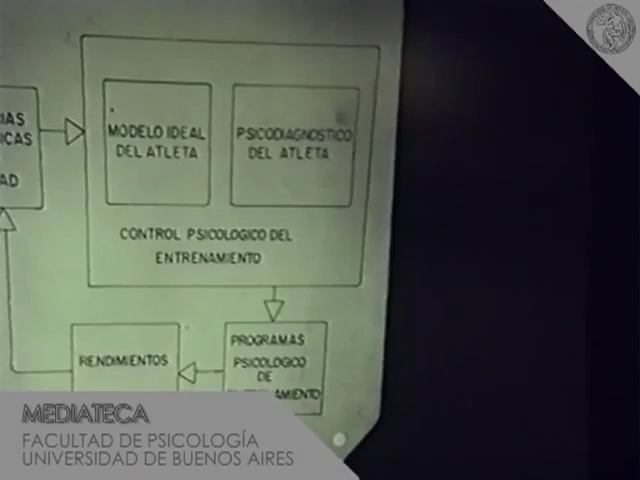 MODELO IDEAL
DEL ATLETA
PSICODIAGNOSTICO
DEL ATLETA
CONTROL PSICOLOGICO DEL
ENTRENAMIENTO
RENDIMIENTOS
PROGRAMAS
PSICOLOGICO
DE
MEDIATECA
FACULTAD DE PSICOLOGÍA
UNIVERSIDAD DE BUENOS AIRES